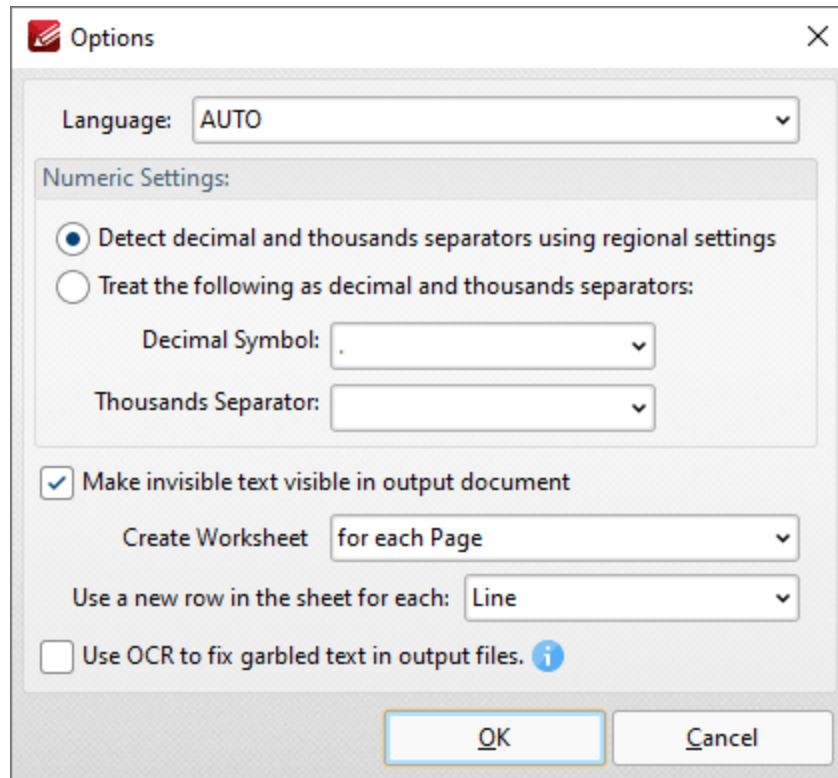 Options
Language: AUTO
Numeric Settings:
Detect decimal and thousands separators using regional settings
Treat the following as decimal and thousands separators:
Decimal Symbol: .
Thousands Separator:
Make invisible text visible in output document
Create Worksheet for each Page
Use a new row in the sheet for each: Line
Use OCR to fix garbled text in output files. i
OK Cancel